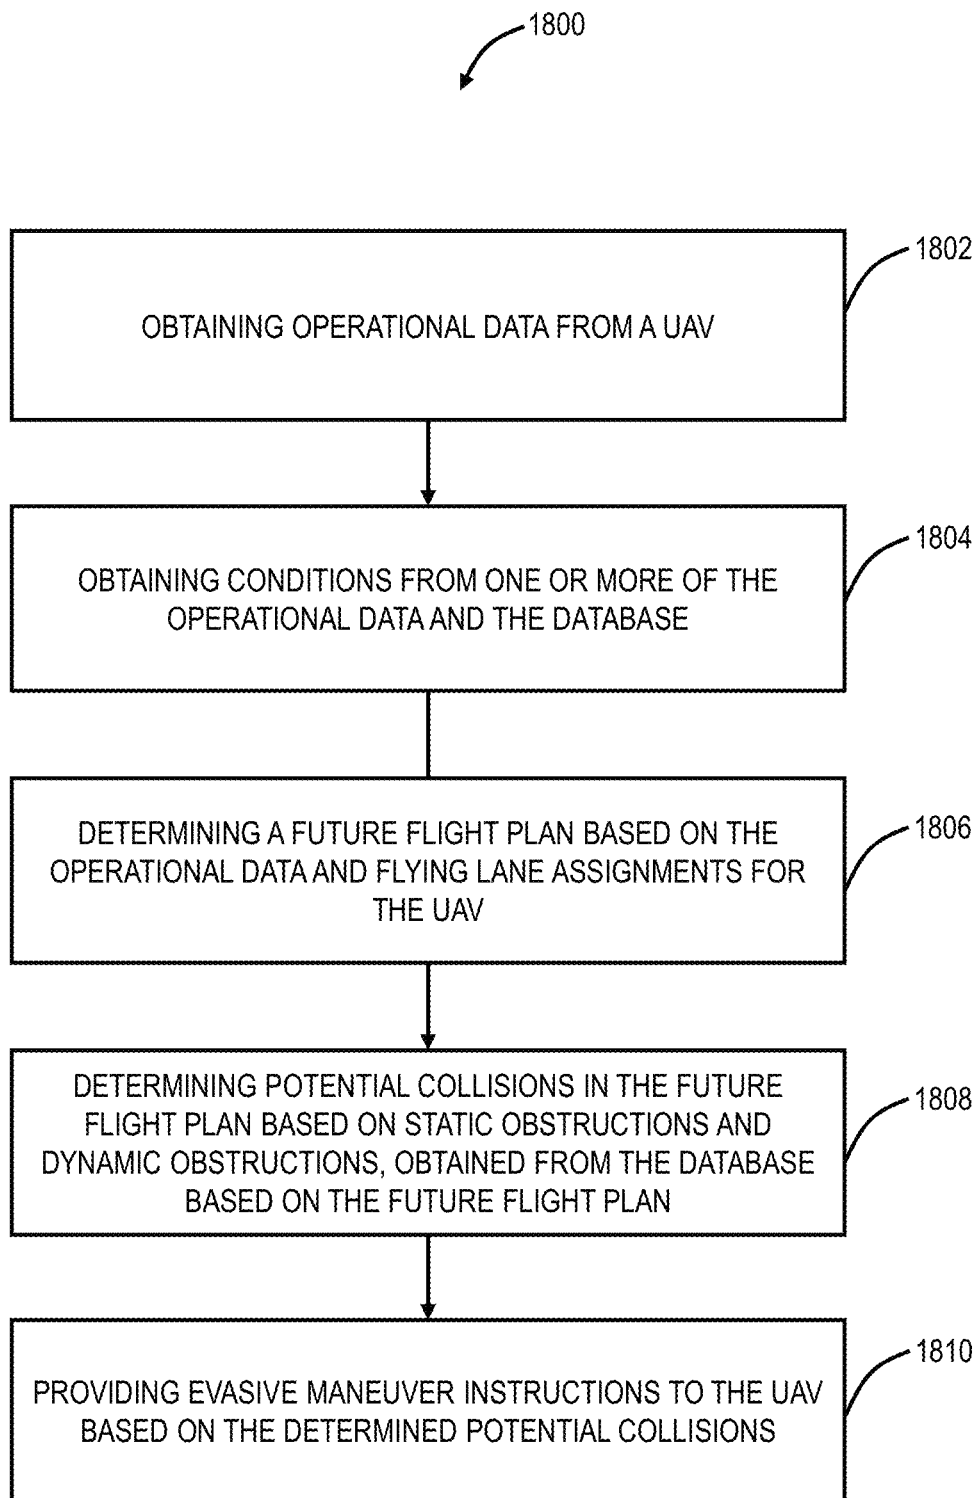 1800
1802
OBTAINING OPERATIONAL DATA FROM A UAV
1804
OBTAINING CONDITIONS FROM ONE OR MORE OF THE
OPERATIONAL DATA AND THE DATABASE
1806
DETERMINING A FUTURE FLIGHT PLAN BASED ON THE
OPERATIONAL DATA AND FLYING LANE ASSIGNMENTS FOR
THE UAV
1808
DETERMINING POTENTIAL COLLISIONS IN THE FUTURE
FLIGHT PLAN BASED ON STATIC OBSTRUCTIONS AND
DYNAMIC OBSTRUCTIONS, OBTAINED FROM THE DATABASE
BASED ON THE FUTURE FLIGHT PLAN
1810
PROVIDING EVASIVE MANEUVER INSTRUCTIONS TO THE UAV
BASED ON THE DETERMINED POTENTIAL COLLISIONS